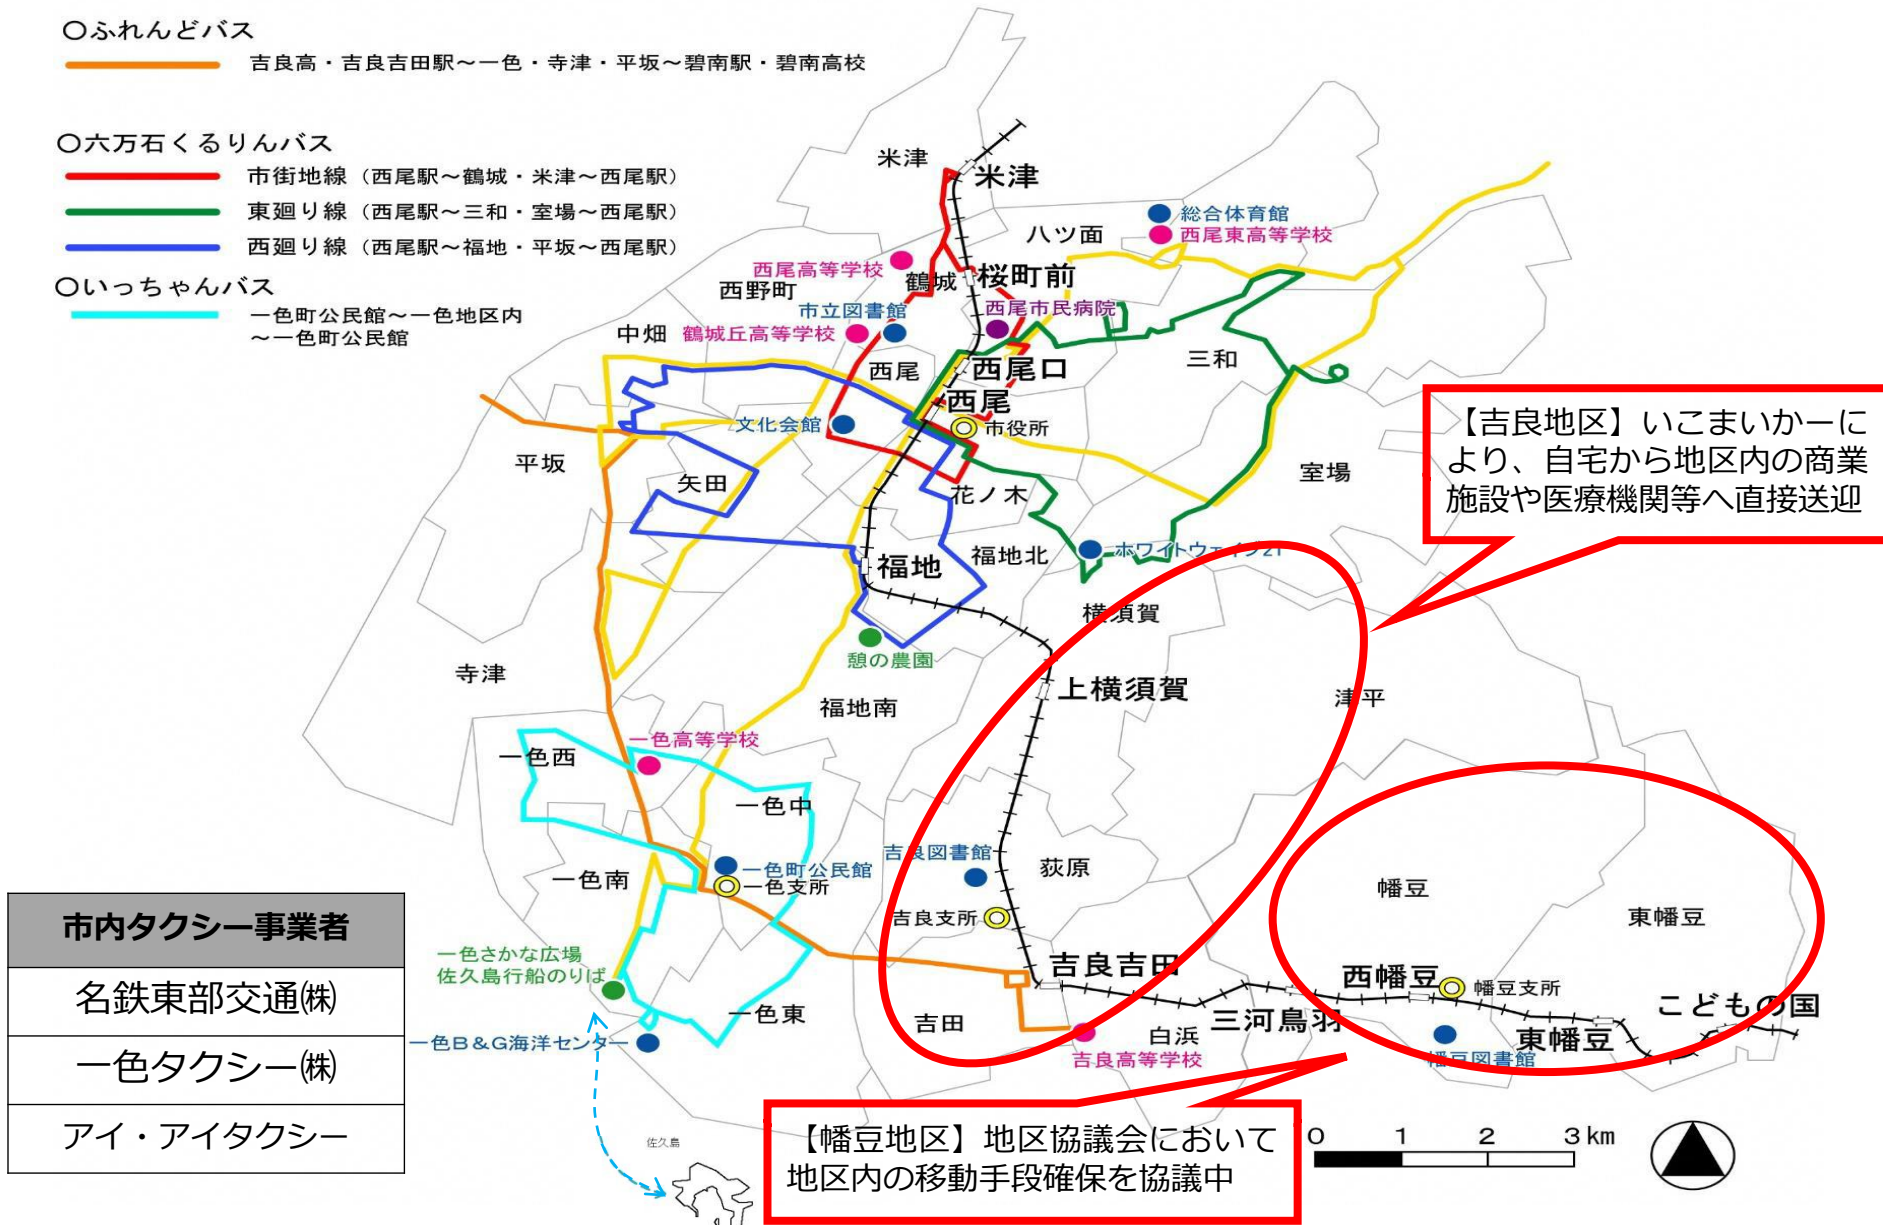 〇ふれんどバス
吉良高・吉良吉田駅～一色・寺津・平坂～碧南駅・碧南高校
〇六万石くるりんバス
市街地線（西尾駅～鶴城・米津～西尾駅）
東廻り線（西尾駅～三和・室場～西尾駅）
西廻り線（西尾駅～福地・平坂～西尾駅）
〇いっちゃんバス
一色町公民館～一色地区内
～一色町公民館
米津
米津
八ツ面
総合体育館
西尾東高等学校
西尾高等学校
鶴城
桜町前
西野町
市立図書館
西尾市民病院
中畑
鶴城丘高等学校
西尾
西尾口
三和
西尾
文化会館
市役所
平坂
矢田
花ノ木
室場
【吉良地区】いこまいかーに
より、自宅から地区内の商業
施設や医療機関等へ直接送迎
福地
福地北
ホワイトウェイブ21
横須賀
憩の農園
寺津
福地南
上横須賀
津平
一色高等学校
一色西
一色中
吉良図書館
荻原
一色町公民館
一色支所
一色南
幡豆
東幡豆
吉良支所
一色さかな広場
佐久島行船のりば
吉良吉田
西幡豆
幡豆支所
こどもの国
一色東
吉田
白浜
三河鳥羽
東幡豆
一色B＆G海洋センター
吉良高等学校
幡豆図書館
市内タクシー事業者
名鉄東部交通㈱
一色タクシー㈱
アイ・アイタクシー
佐久島
【幡豆地区】地区協議会において
地区内の移動手段確保を協議中
0 1 2 3km